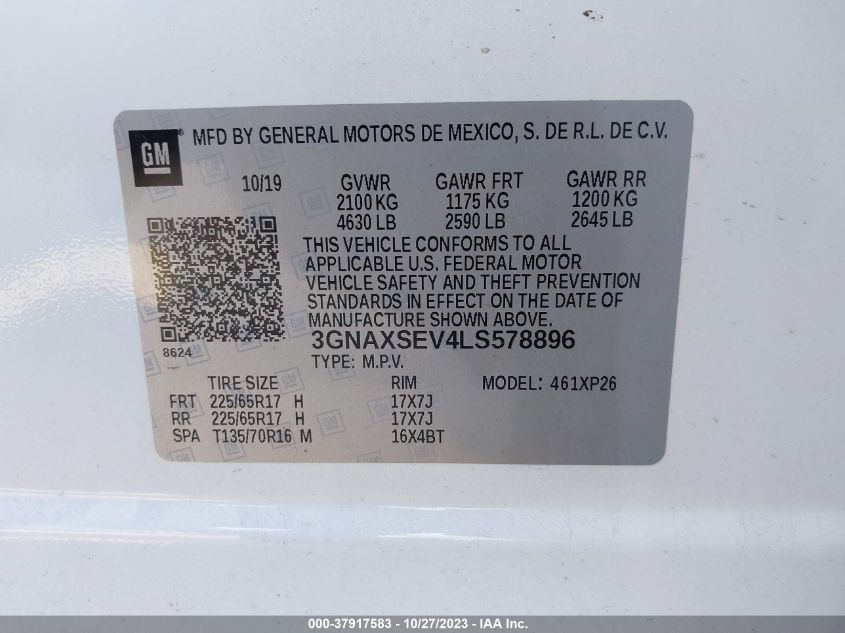 GM®
MFD BY GENERAL MOTORS DE MEXICO, S. DE R.L. DE C.V.
10/19 GVWR GAWR FRT GAWR RR
2100 KG 1175 KG 1200 KG
4630 LB 2590 LB 2645 LB
THIS VEHICLE CONFORMS TO ALL
APPLICABLE U.S. FEDERAL MOTOR
VEHICLE SAFETY AND THEFT PREVENTION
STANDARDS IN EFFECT ON THE DATE OF
MANUFACTURE SHOWN ABOVE.
3GNAXSEV4LS578896
8624
TYPE: M.P.V.
TIRE SIZE RIM MODEL: 461XP26
FRT 225/65R17 H 17X7J
RR 225/65R17 H 17X7J
SPA T135/70R16 M 16X4BT
000-37917583 - 10/27/2023 - IAA Inc.